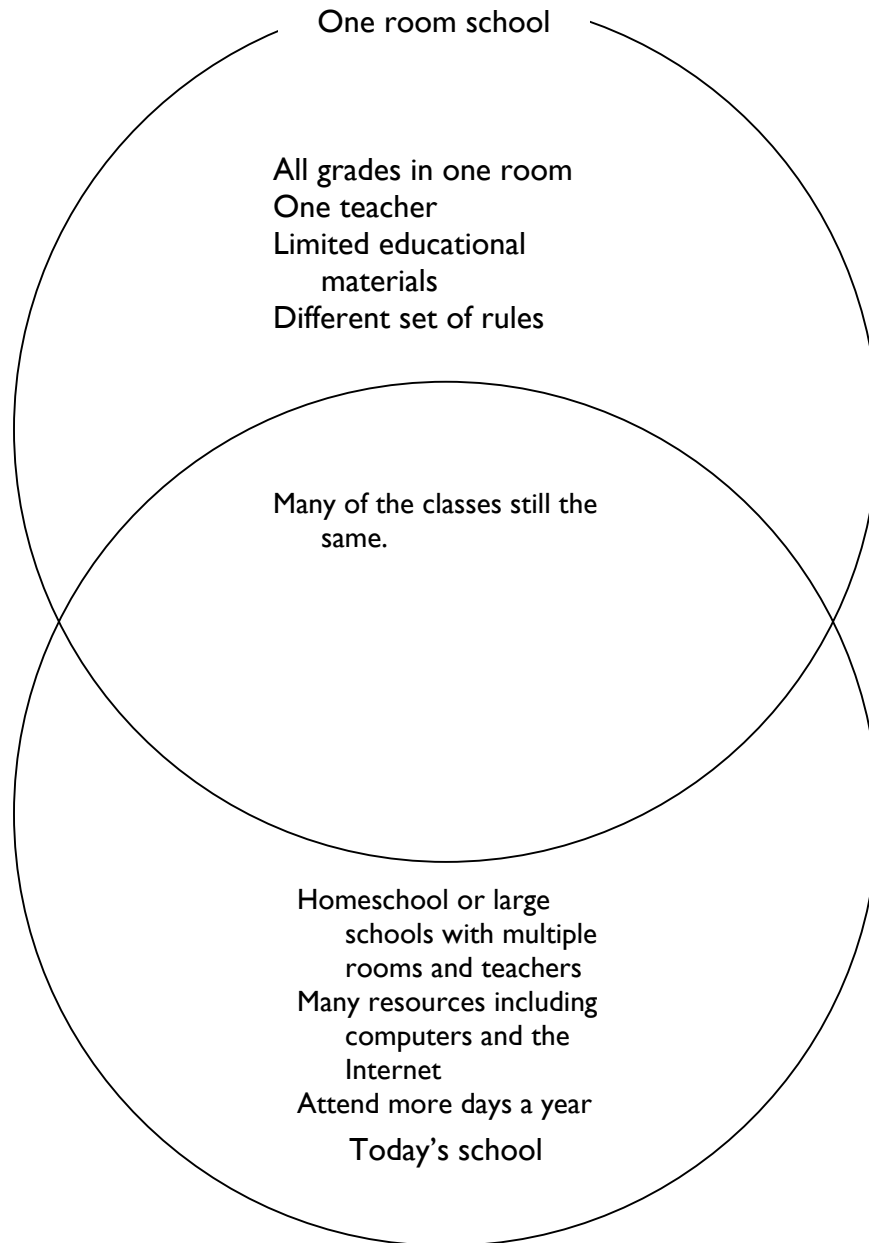 One room school
All grades in one room
One teacher
Limited educational
materials
Different set of rules
Many of the classes still the
same.
Homeschool or large
schools with multiple
rooms and teachers
Many resources including
computers and the
Internet
Attend more days a year
Today’s school